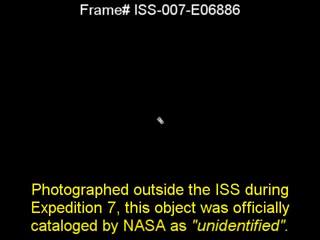 Frame# ISS-007-E06886
Photographed outside the ISS during
Expedition 7, this object was officially
cataloged by NASA as "unidentified".